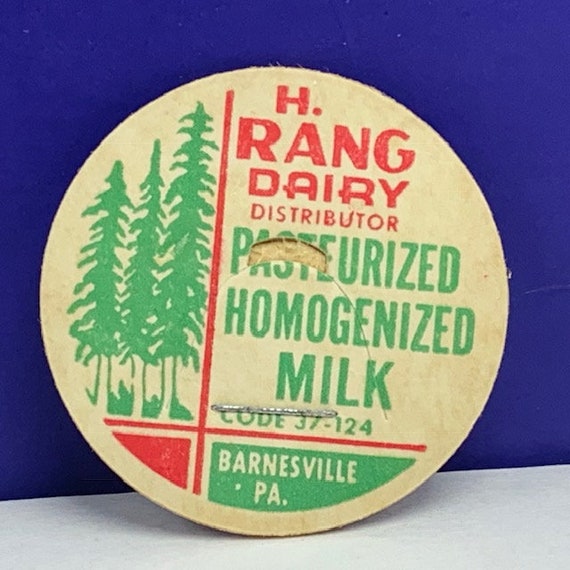 H.
RANG
DAIRY
DISTRIBUTOR
PASTEURIZED
HOMOGENIZED
MILK
CODE 37-124
BARNESVILLE
PA.